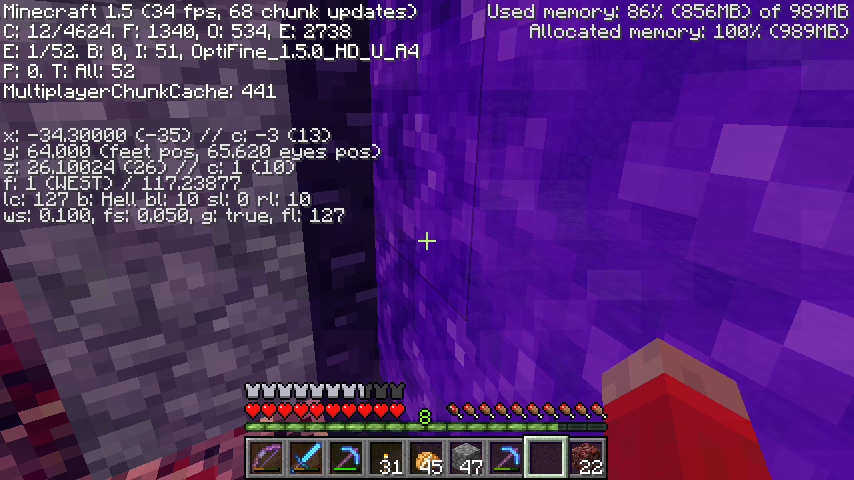 Minecraft 1.5 (34 fps, 68 chunk updates)
C: 12/4624. F: 1340, O: 534, E: 2738
E: 1/52. B: 0, I: 51, OptiFine_1.5.0_HD_U_A4
P: 0. T: All: 52
MultiplayerChunkCache: 441
Used memory: 86% (856MB) of 989MB
Allocated memory: 100% (989MB)
x: -34.30000 (-35) // c: -3 (13)
y: 64.000 (feet pos, 65.620 eyes pos)
z: 26.10024 (26) // c: 1 (10)
f: 1 (WEST) / 117.23877
lc: 127 b: Hell bl: 10 sl: 0 rl: 10
ws: 0.100, fs: 0.050, g: true, fl: 127
8
31 45 47 22